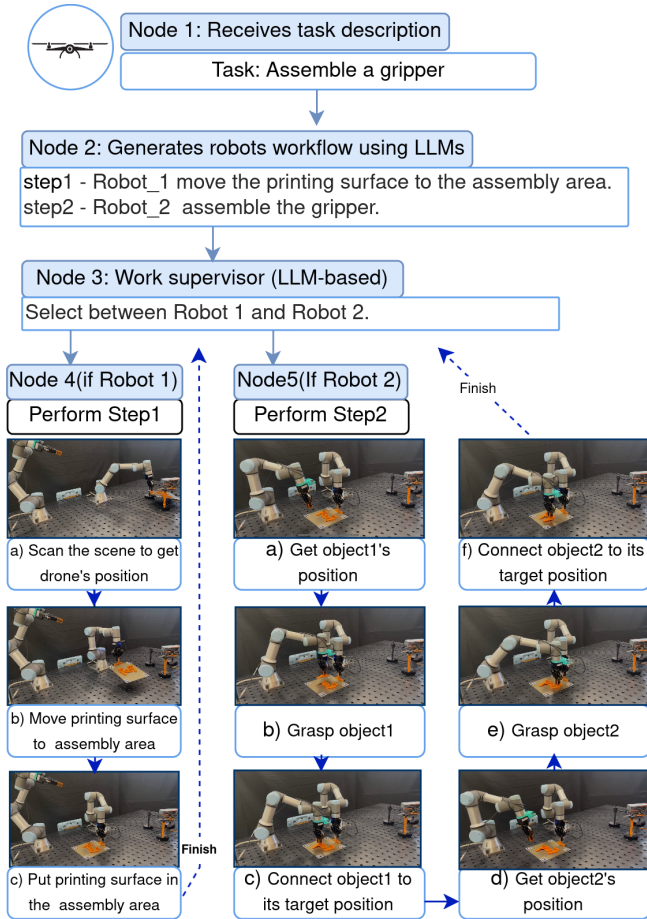 Node 1: Receives task description
Task: Assemble a gripper
Node 2: Generates robots workflow using LLMs
step1 - Robot_1 move the printing surface to the assembly area.
step2 - Robot_2 assemble the gripper.
Node 3: Work supervisor (LLM-based)
Select between Robot 1 and Robot 2.
Node 4(if Robot 1)
Perform Step1
a) Scan the scene to get
drone's position
b) Move printing surface
to assembly area
c) Put printing surface in
the assembly area
Finish
Node5(If Robot 2)
Perform Step2
a) Get object1's
position
b) Grasp object1
c) Connect object1 to
its target position
d) Get object2's
position
e) Grasp object2
f) Connect object2 to its
target position
Finish